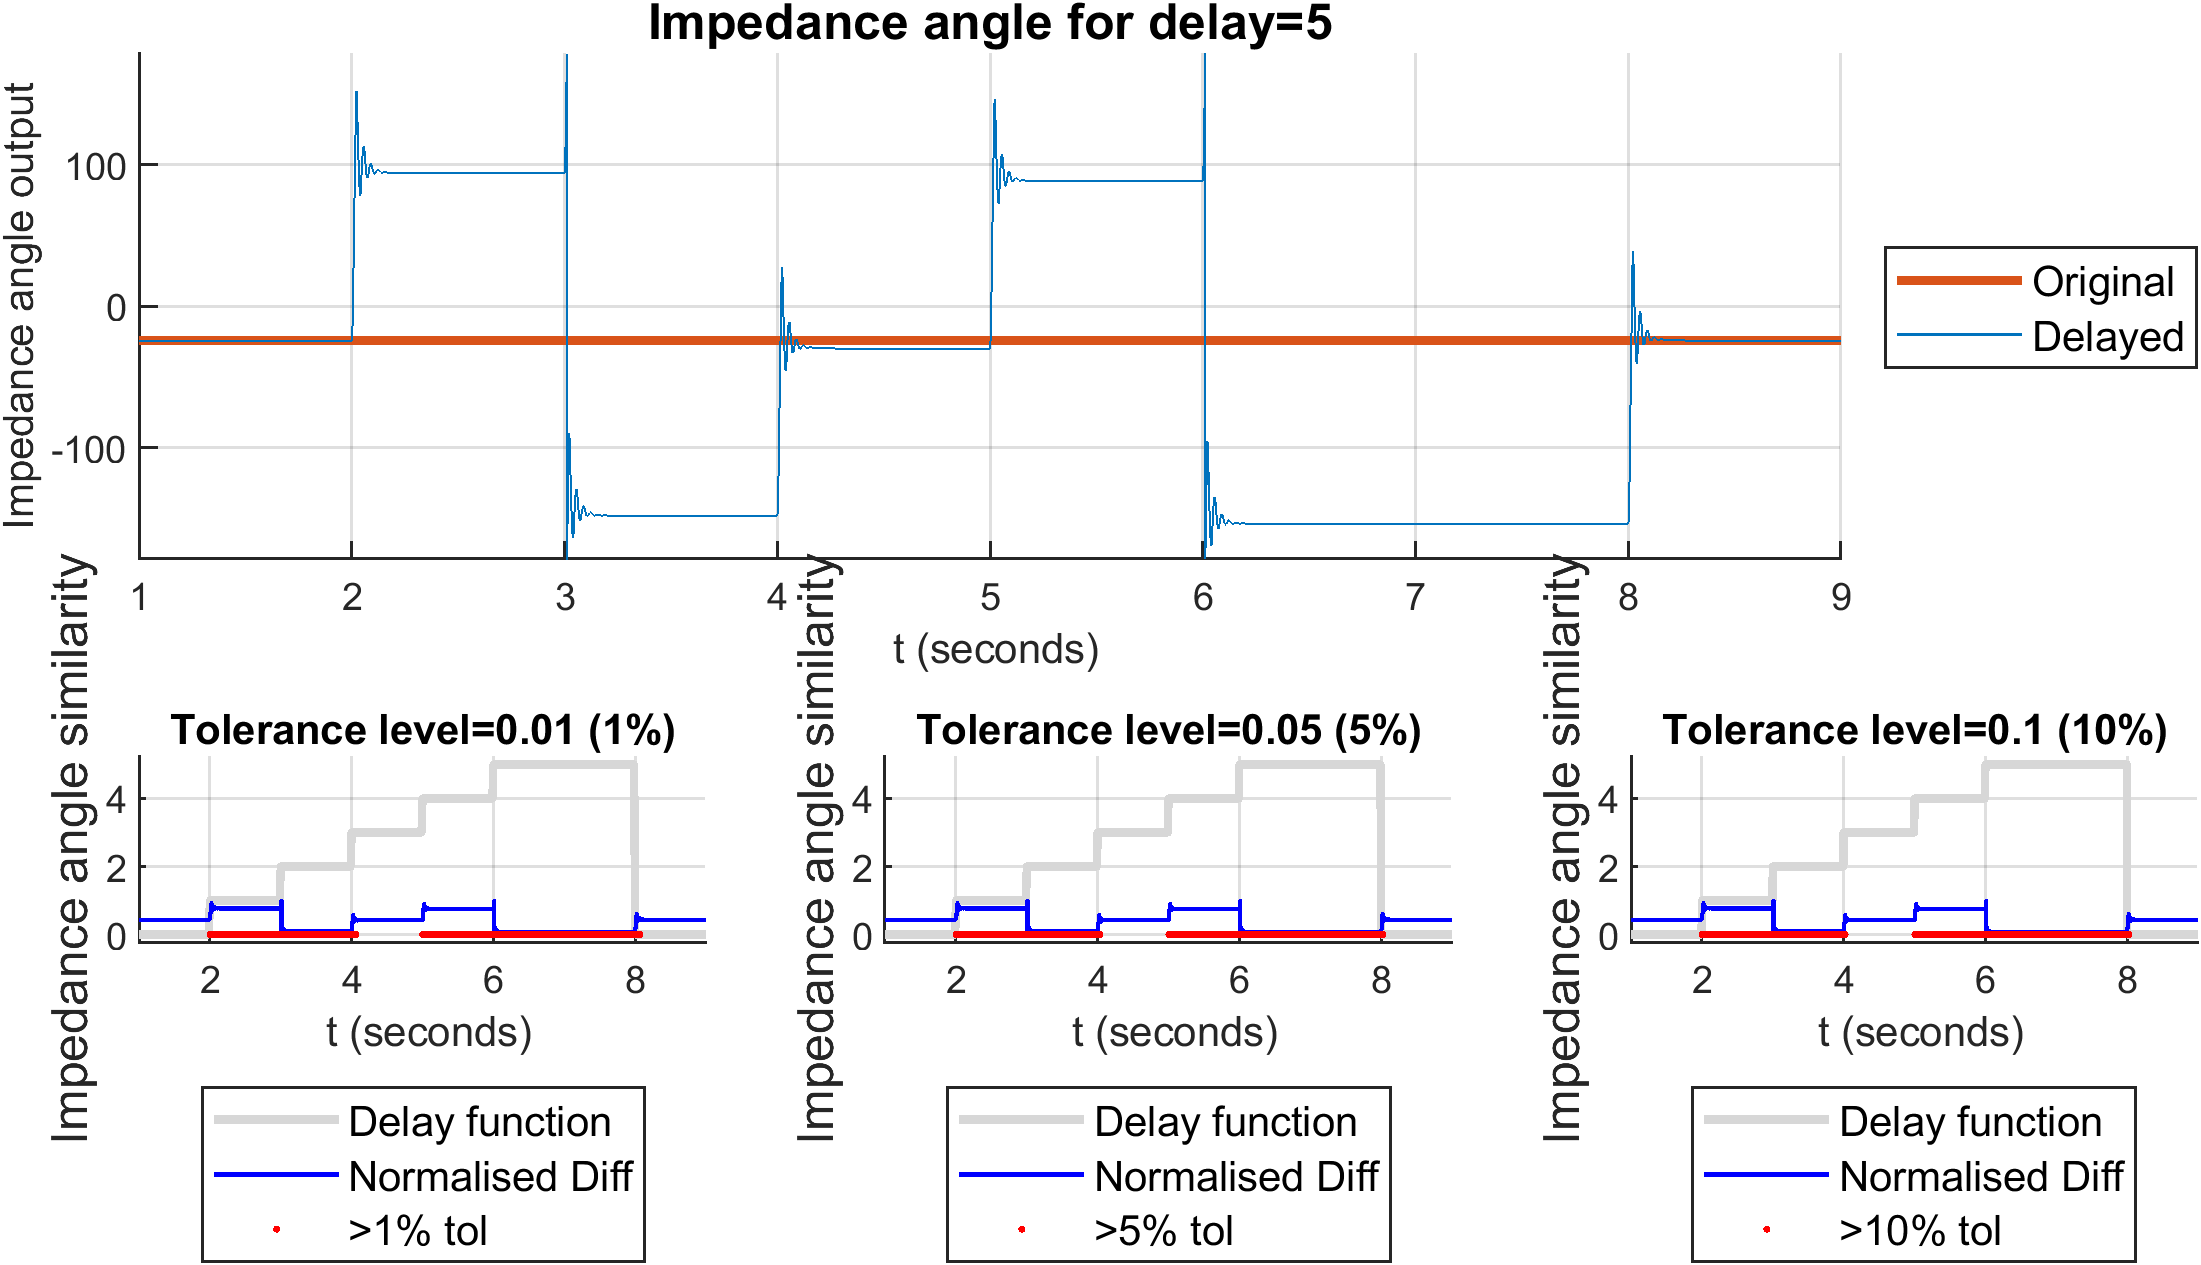 Impedance angle for delay=5
Impedance angle output
100
0
-100
1 2 3 4 5 6 7 8 9
t (seconds)
Original
Delayed
Tolerance level=0.01 (1%)
Impedance angle similarity
4
2
0
2 4 6 8
t (seconds)
Delay function
Normalised Diff
>1% tol
Tolerance level=0.05 (5%)
Impedance angle similarity
4
2
0
2 4 6 8
t (seconds)
Delay function
Normalised Diff
>5% tol
Tolerance level=0.1 (10%)
Impedance angle similarity
4
2
0
2 4 6 8
t (seconds)
Delay function
Normalised Diff
>10% tol